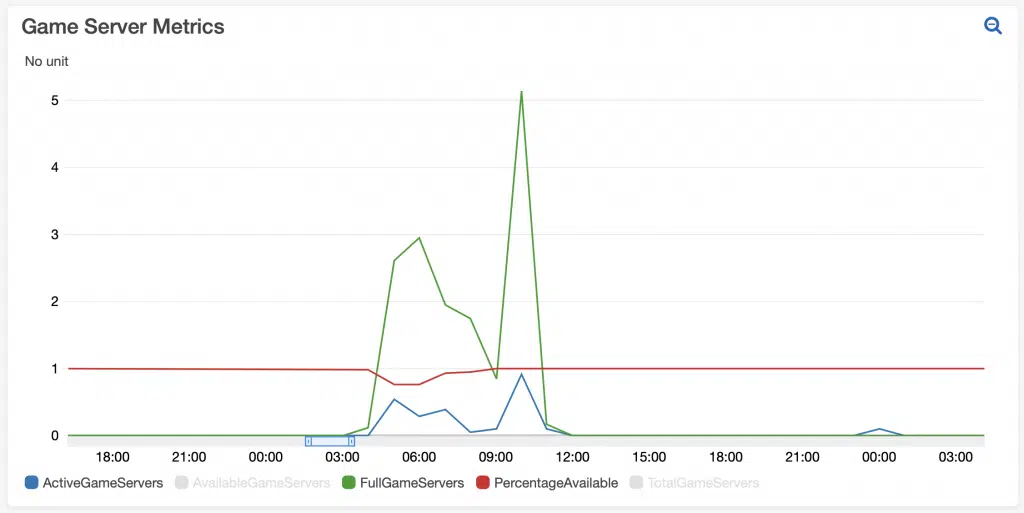 Game Server Metrics
No unit
5
4
3
2
1
0
18:00 21:00 00:00 03:00 06:00 09:00 12:00 15:00 18:00 21:00 00:00 03:00
ActiveGameServers AvailableGameServers FullGameServers PercentageAvailable TotalGameServers